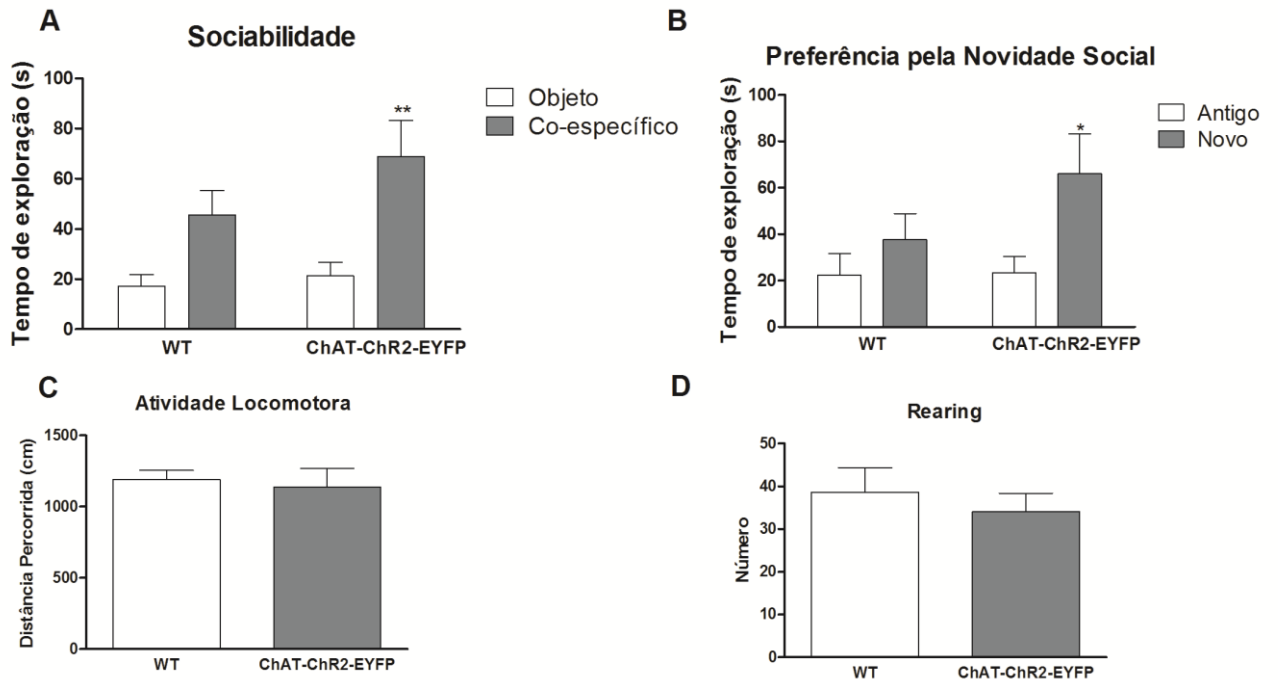 A
Sociabilidade
Tempo de exploração (s)
100
80
60
40
20
0
**
WT
ChAT-ChR2-EYFP
Objeto
Co-específico
B
Preferência pela Novidade Social
Tempo de exploração (s)
100
80
60
40
20
0
*
WT
ChAT-ChR2-EYFP
Antigo
Novo
C
Atividade Locomotora
Distância Percorrida (cm)
1500
1000
500
0
WT
ChAT-ChR2-EYFP
D
Rearing
Número
50
40
30
20
10
0
WT
ChAT-ChR2-EYFP